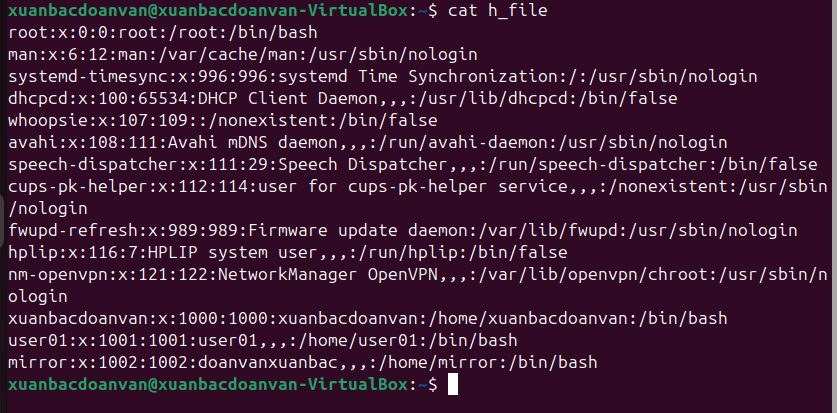 xuanbacdoanvan@xuanbacdoanvan-VirtualBox:~$ cat h_file
root:x:0:0:root:/root:/bin/bash
man:x:6:12:man:/var/cache/man:/usr/sbin/nologin
systemd-timesync:x:996:996:systemd Time Synchronization:/:/usr/sbin/nologin
dhcpcd:x:100:65534:DHCP Client Daemon,,,:/usr/lib/dhcpcd:/bin/false
whoopsie:x:107:109::/nonexistent:/bin/false
avahi:x:108:111:Avahi mDNS daemon,,,:/run/avahi-daemon:/usr/sbin/nologin
speech-dispatcher:x:111:29:Speech Dispatcher,,,:/run/speech-dispatcher:/bin/false
cups-pk-helper:x:112:114:user for cups-pk-helper service,,,:/nonexistent:/usr/sbin
/nologin
fwupd-refresh:x:989:989:Firmware update daemon:/var/lib/fwupd:/usr/sbin/nologin
hplip:x:116:7:HPLIP system user,,,:/run/hplip:/bin/false
nm-openvpn:x:121:122:NetworkManager OpenVPN,,,:/var/lib/openvpn/chroot:/usr/sbin/n
ologin
xuanbacdoanvan:x:1000:1000:xuanbacdoanvan:/home/xuanbacdoanvan:/bin/bash
user01:x:1001:1001:user01,,,:/home/user01:/bin/bash
mirror:x:1002:1002:doanvanxuanbac,,,:/home/mirror:/bin/bash
xuanbacdoanvan@xuanbacdoanvan-VirtualBox:~$